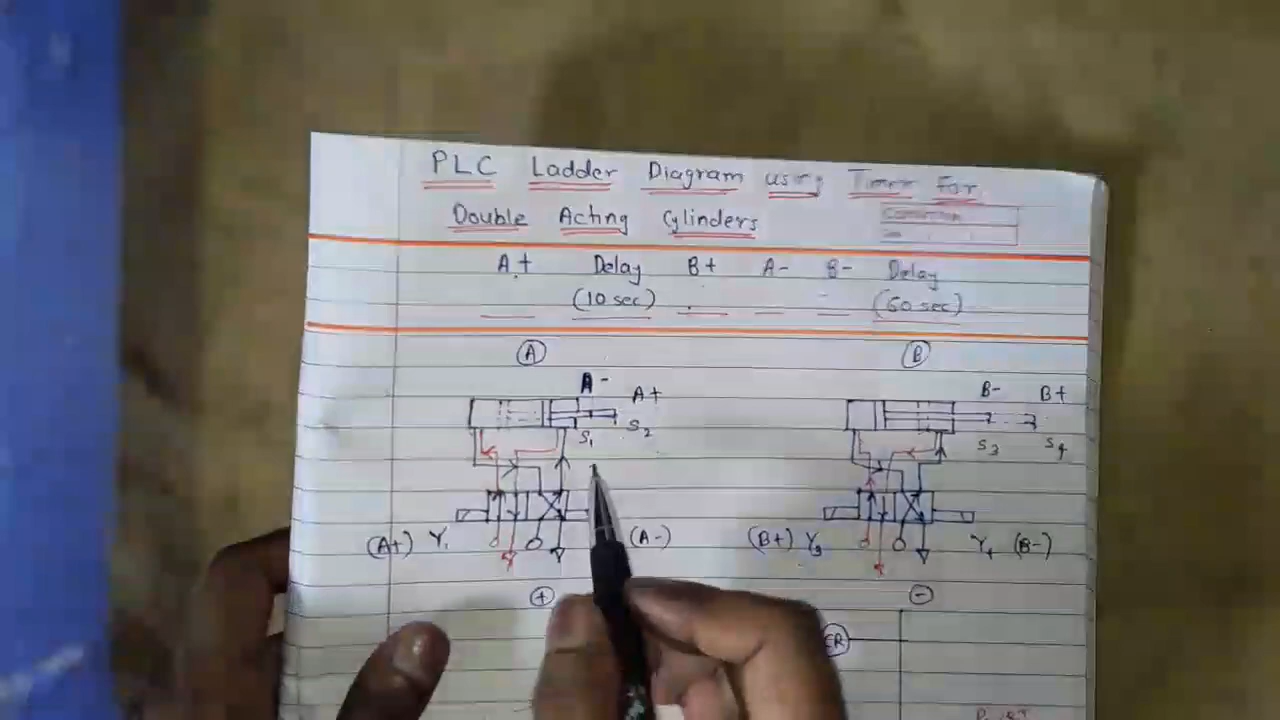 PLC Ladder Diagram using Timer For
Double Acting Cylinders
A+ Delay B+ A- B- Delay
(10 sec) (60 sec)
A B
A- B-
A+ B+
S1 S2 S3 S4
(A+) Y1 (A-) (B+) Y3 Y4 (B-)
+ -
CR